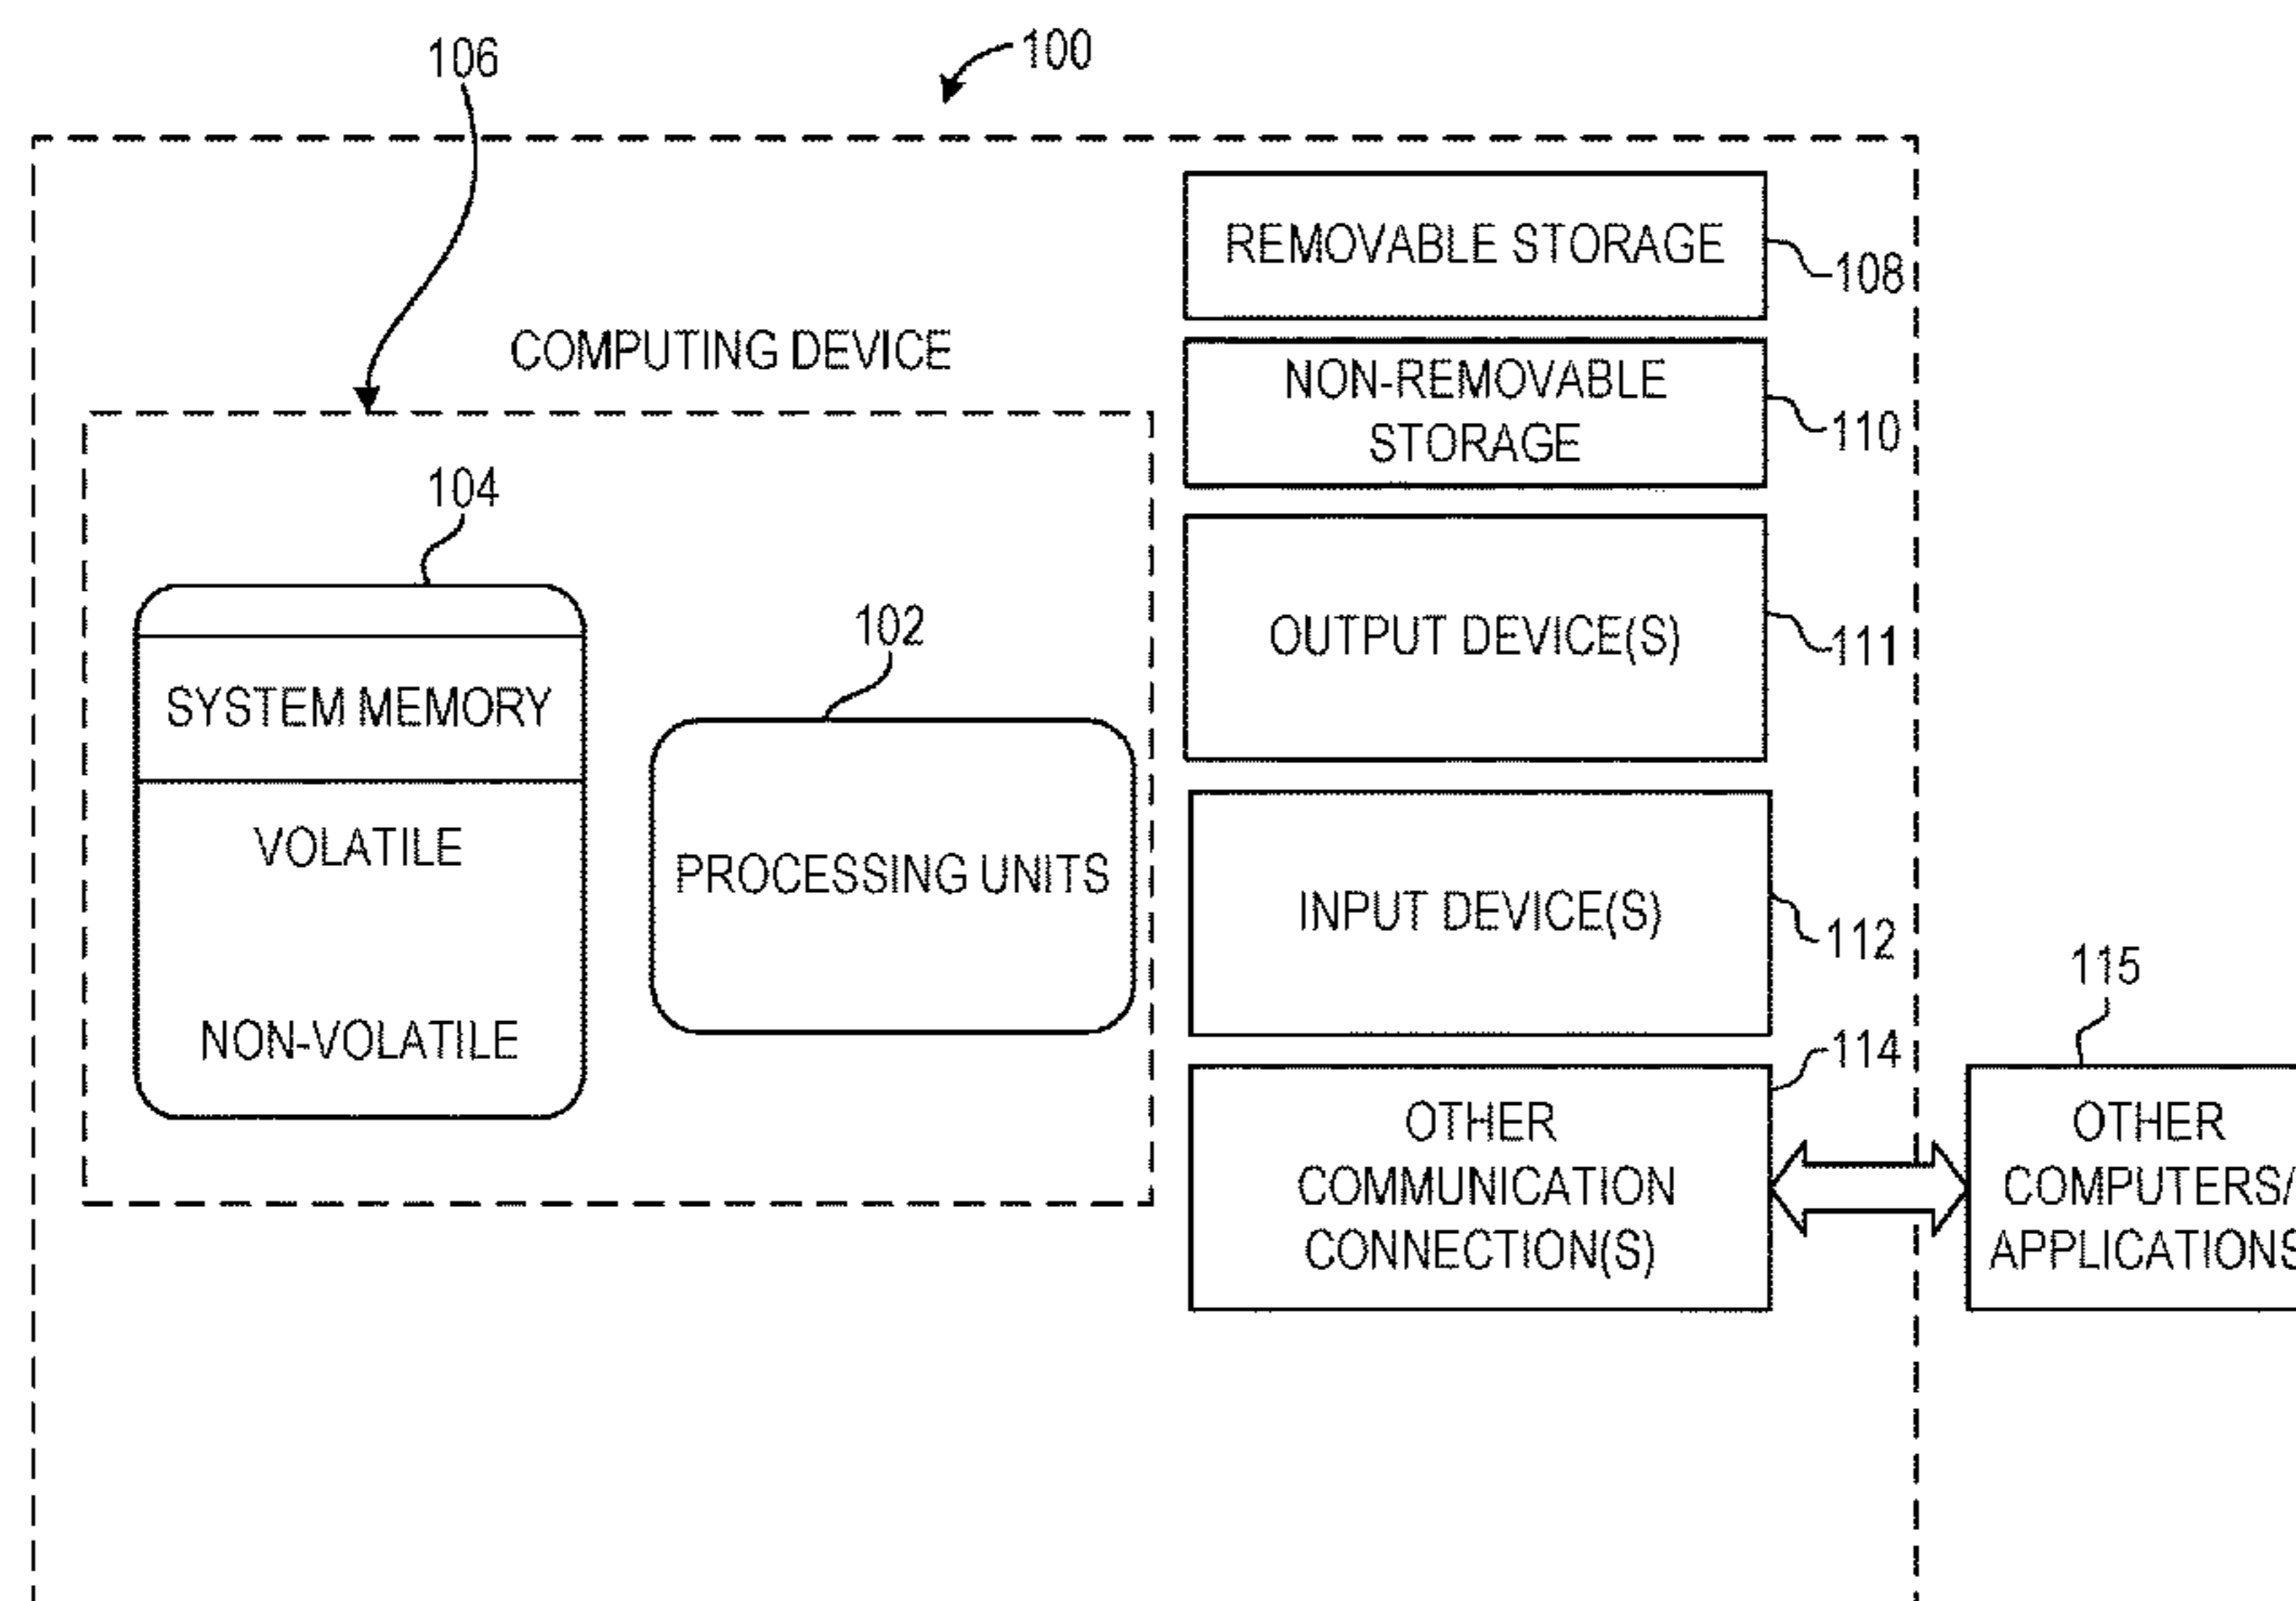 106
100
REMOVABLE STORAGE
108
COMPUTING DEVICE
NON-REMOVABLE
STORAGE
110
104
OUTPUT DEVICE(S)
111
102
SYSTEM MEMORY
VOLATILE
NON-VOLATILE
PROCESSING UNITS
INPUT DEVICE(S)
112
115
114
OTHER
COMMUNICATION
CONNECTION(S)
OTHER
COMPUTERS/
APPLICATIONS